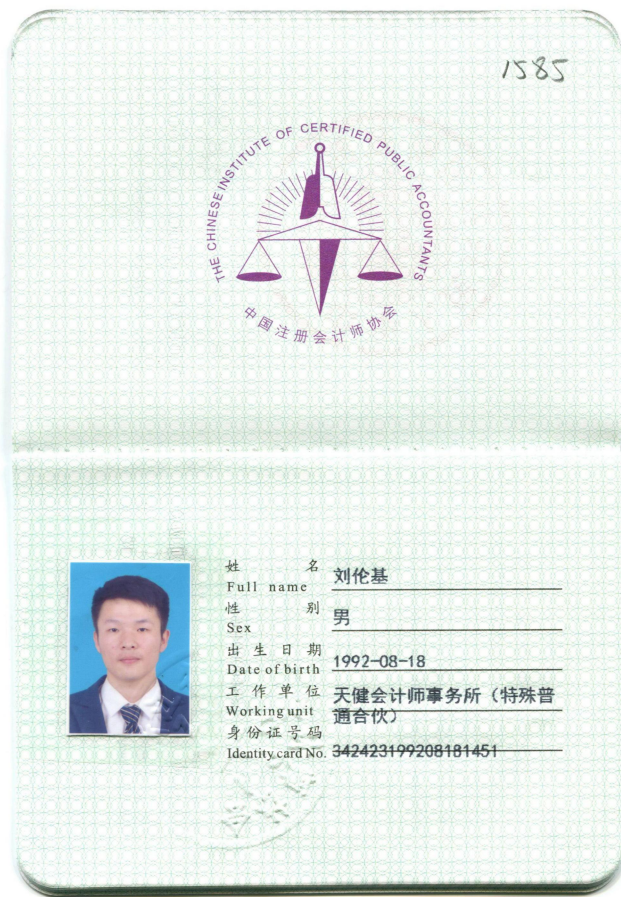 1585
THE CHINESE INSTITUTE OF CERTIFIED PUBLIC ACCOUNTANTS
中国注册会计师协会
姓 名 刘伦基
Full name
性 别 男
Sex
出生日期 1992-08-18
Date of birth
工作单位 天健会计师事务所（特殊普
Working unit 通合伙）
身份证号码
Identity card No. 342423199208181451